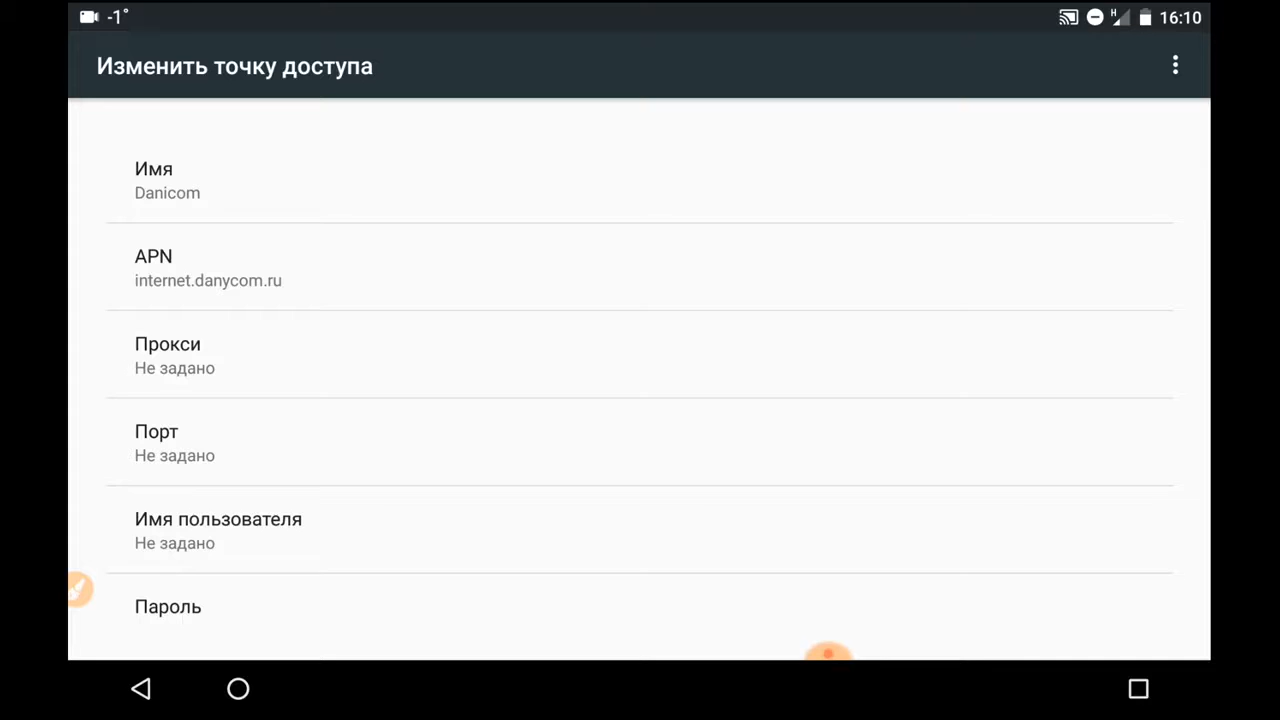 -1° H 16:10
Изменить точку доступа
Имя
Danicom
APN
internet.danycom.ru
Прокси
Не задано
Порт
Не задано
Имя пользователя
Не задано
Пароль